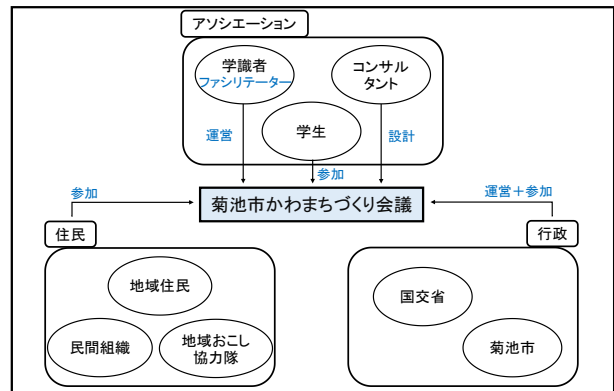 アソシエーション
学識者
ファシリテーター
コンサル
タント
学生
運営
設計
参加
菊池市かわまちづくり会議
参加
運営＋参加
住民
行政
地域住民
民間組織
地域おこし
協力隊
国交省
菊池市